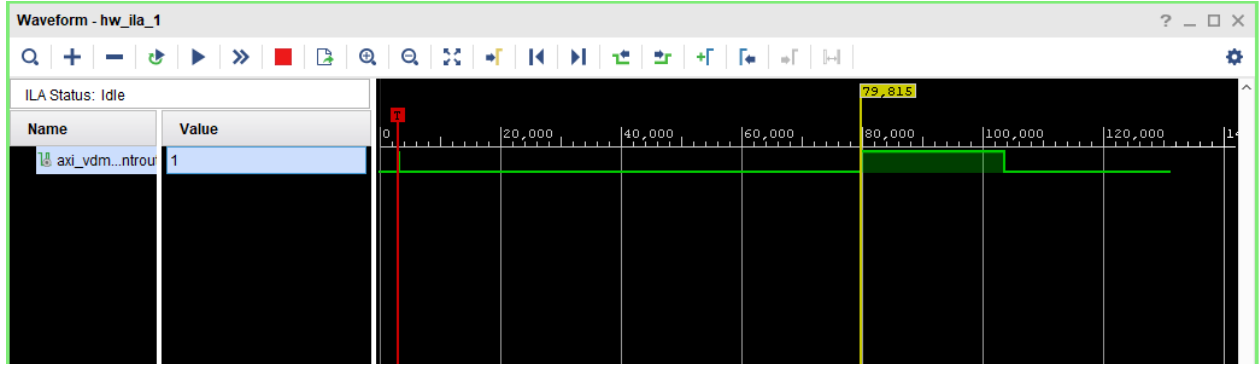 Waveform - hw_ila_1
ILA Status: Idle
79,815
T
Name
Value
0
20,000
40,000
60,000
80,000
100,000
120,000
axi_vdm...ntrou
1